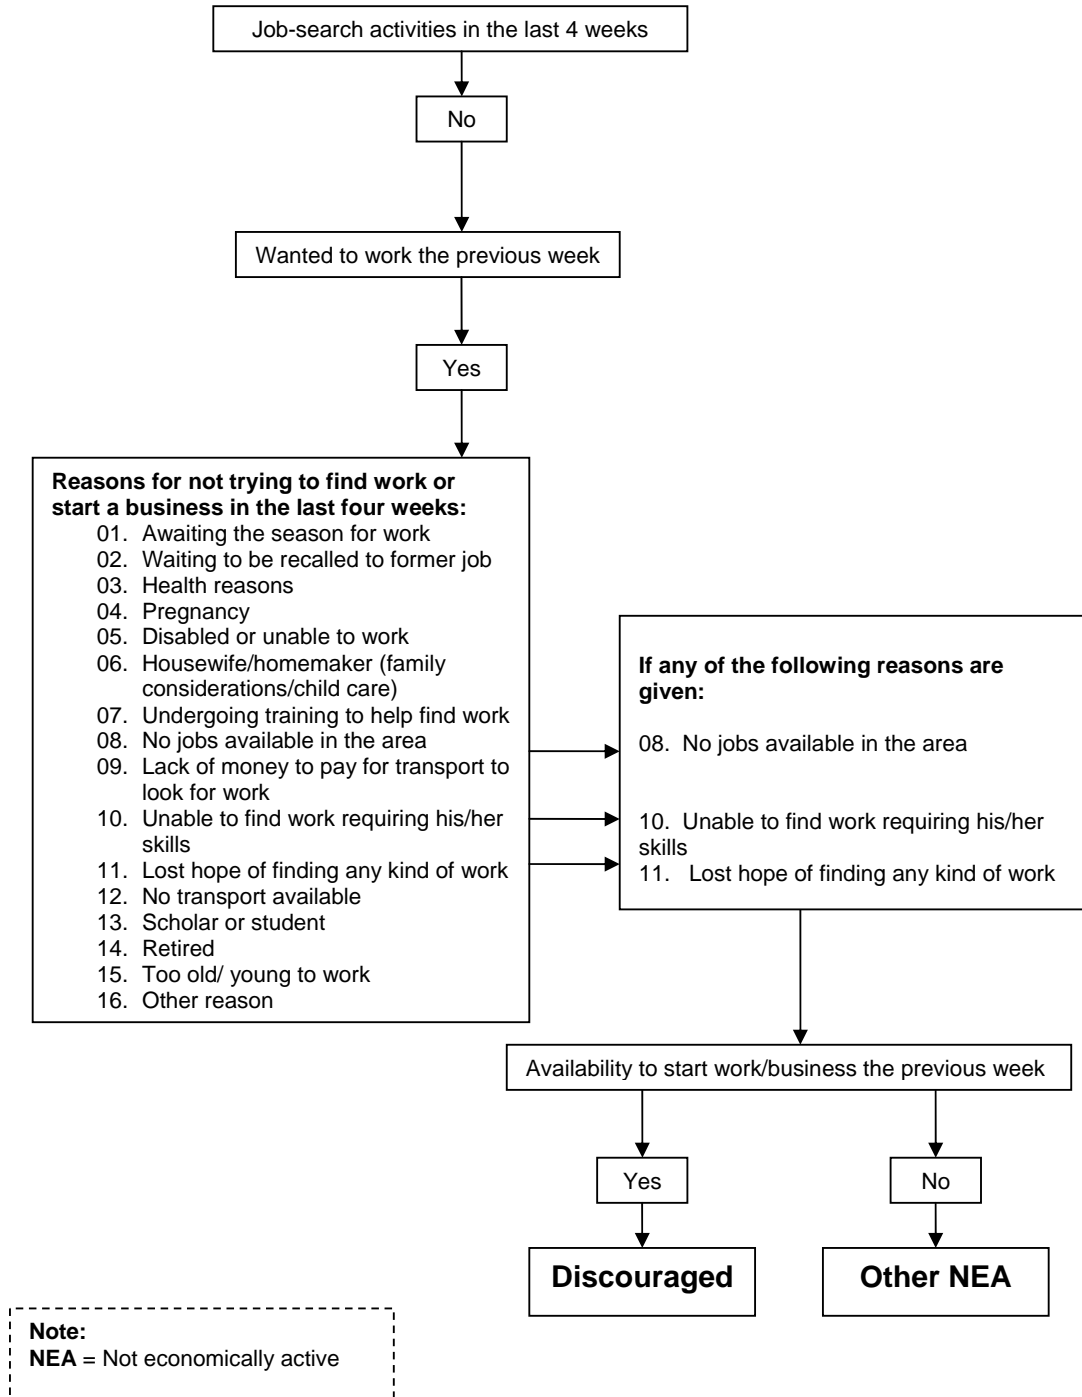 Job-search activities in the last 4 weeks
No
Wanted to work the previous week
Yes
Reasons for not trying to find work or
start a business in the last four weeks:
01. Awaiting the season for work
02. Waiting to be recalled to former job
03. Health reasons
04. Pregnancy
05. Disabled or unable to work
06. Housewife/homemaker (family
considerations/child care)
07. Undergoing training to help find work
08. No jobs available in the area
09. Lack of money to pay for transport to
look for work
10. Unable to find work requiring his/her
skills
11. Lost hope of finding any kind of work
12. No transport available
13. Scholar or student
14. Retired
15. Too old/ young to work
16. Other reason
If any of the following reasons are
given:
08. No jobs available in the area
10. Unable to find work requiring his/her
skills
11. Lost hope of finding any kind of work
Availability to start work/business the previous week
Yes
No
Discouraged
Other NEA
Note:
NEA = Not economically active